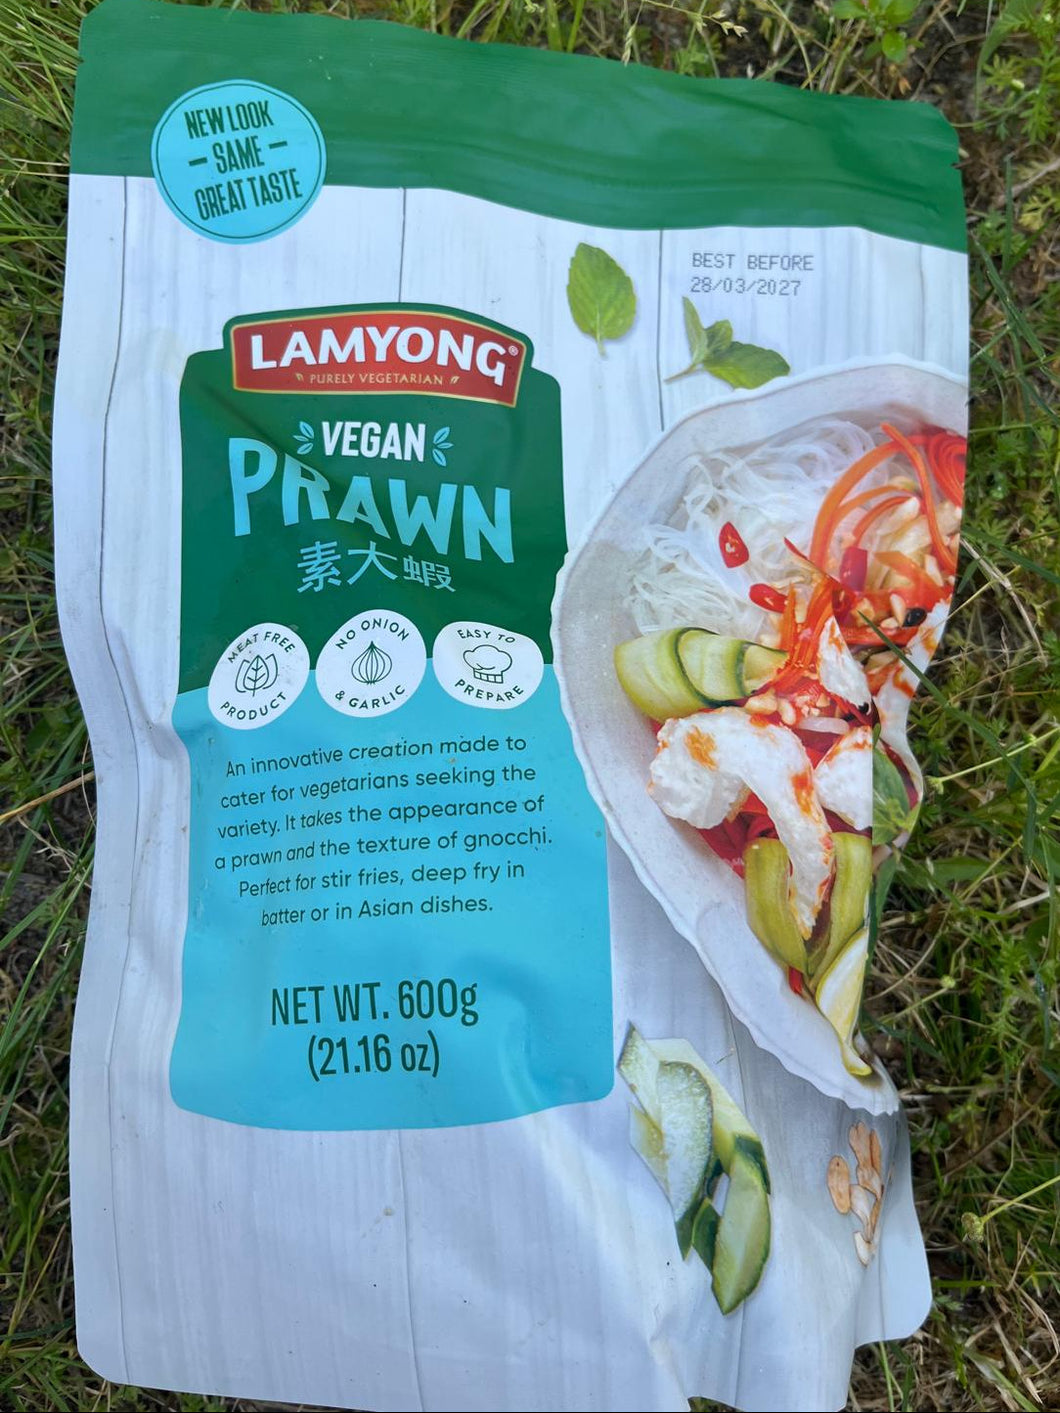 NEW LOOK
– SAME –
GREAT TASTE
BEST BEFORE
28/03/2027
LAMYONG®
PURELY VEGETARIAN
VEGAN
PRAWN
素大蝦
MEAT FREE
PRODUCT
NO ONION
& GARLIC
EASY TO
PREPARE
An innovative creation made to
cater for vegetarians seeking the
variety. It takes the appearance of
a prawn and the texture of gnocchi.
Perfect for stir fries, deep fry in
batter or in Asian dishes.
NET WT. 600g
(21.16 oz)